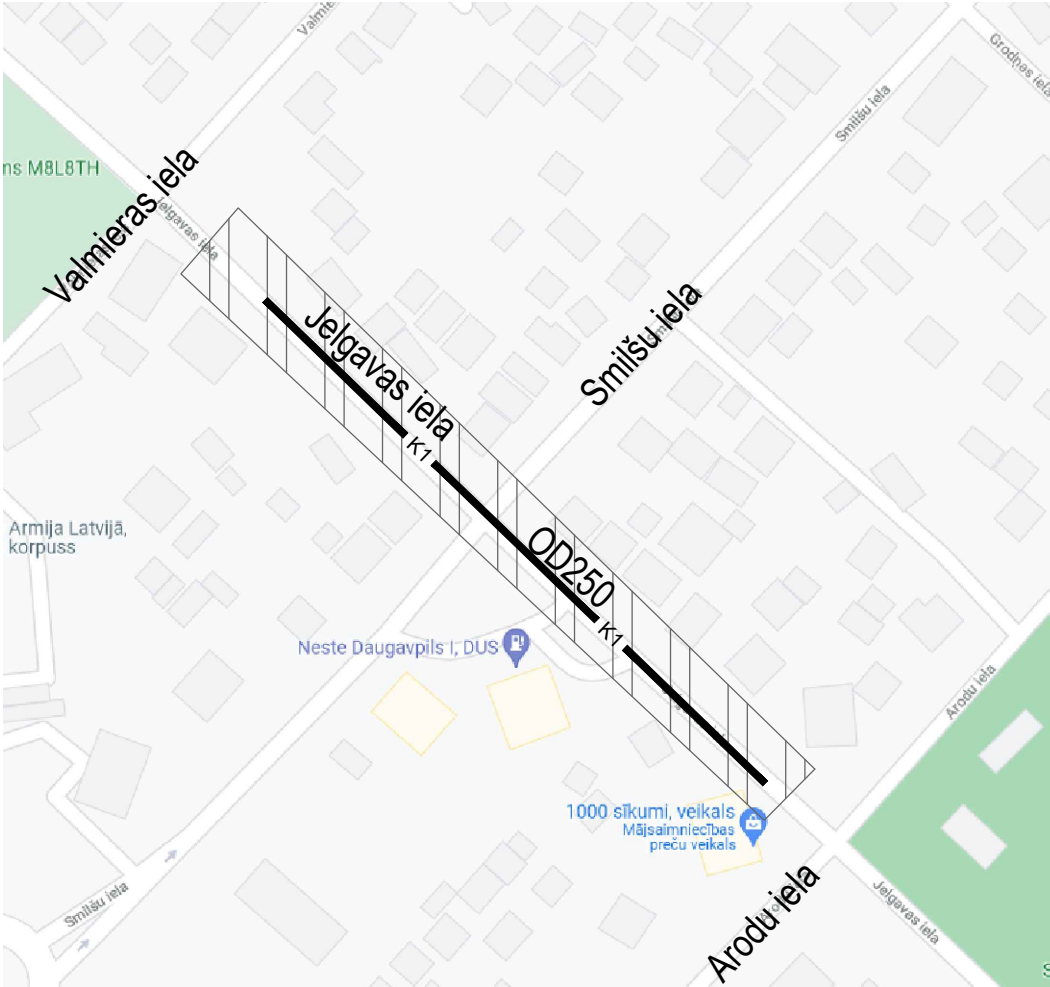 Valmie
Grodņas iela
Smilšu iela
ns M8L8TH
Valmieras iela
Jelgavas iela
Jelgavas iela
Smilšu iela
K1
Armija Latvijā,
korpuss
OD250
K1
Neste Daugavpils I, DUS
Arodu iela
1000 sīkumi, veikals
Mājsaimniecības
preču veikals
Smilšu iela
Arodu iela
Jelgavas iela
S